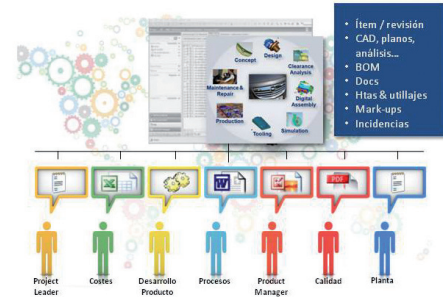 • Ítem / revisión
• CAD, planos,
análisis...
• BOM
• Docs
• Htas & utillajes
• Mark-ups
• Incidencias
Concept
Design
Clearance
Analysis
Digital
Assembly
Simulation
Tooling
Production
Maintenance &
Repair
PDF
Project
Leader
Costes
Desarrollo
Producto
Procesos
Product
Manager
Calidad
Planta